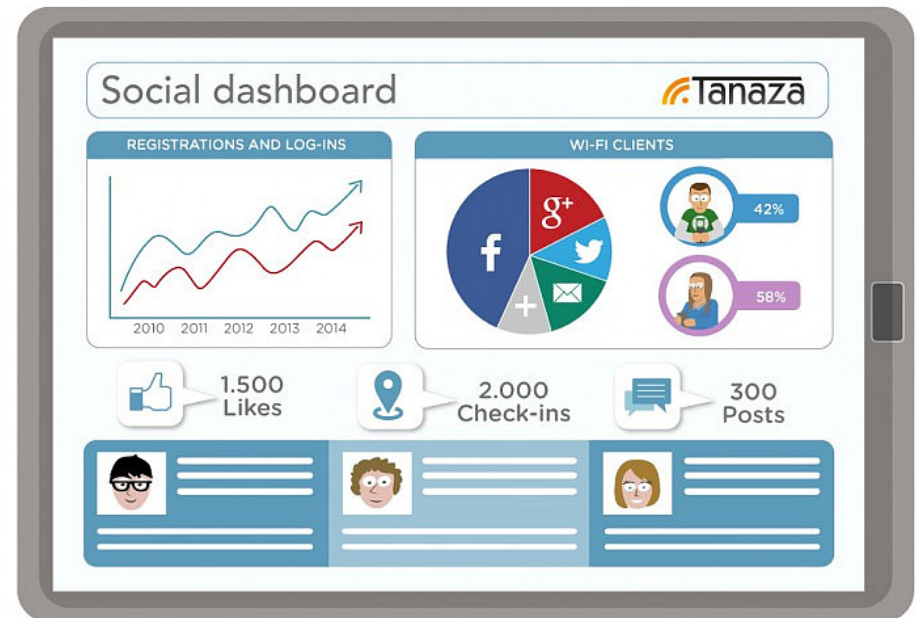 Social dashboard
Tanaza
REGISTRATIONS AND LOG-INS
2010 2011 2012 2013 2014
WI-FI CLIENTS
f
g+
+
42%
58%
1.500
Likes
2.000
Check-ins
300
Posts